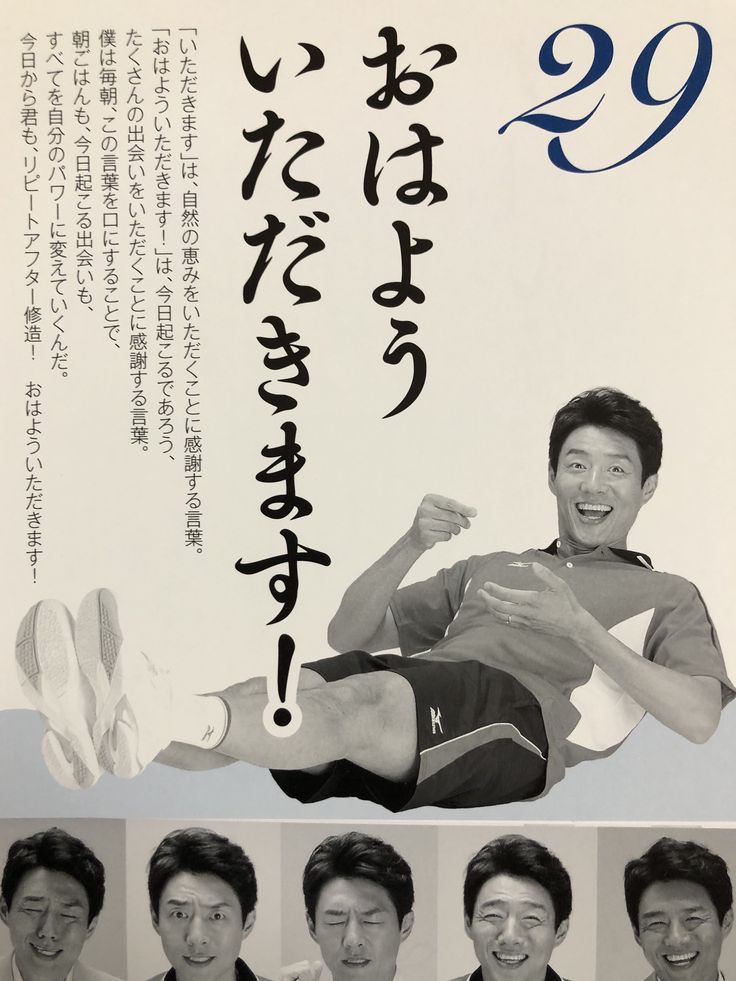 29
おはよう
いただきます！
「いただきます」は、自然の恵みをいただくことに感謝する言葉。
「おはよういただきます！」は、今日起こるであろう、
たくさんの出会いをいただくことに感謝する言葉。
僕は毎朝、この言葉を口にすることで、
朝ごはんも、今日起こる出会いも、
すべてを自分のパワーに変えていくんだ。
今日から君も、リピートアフター修造！　おはよういただきます！